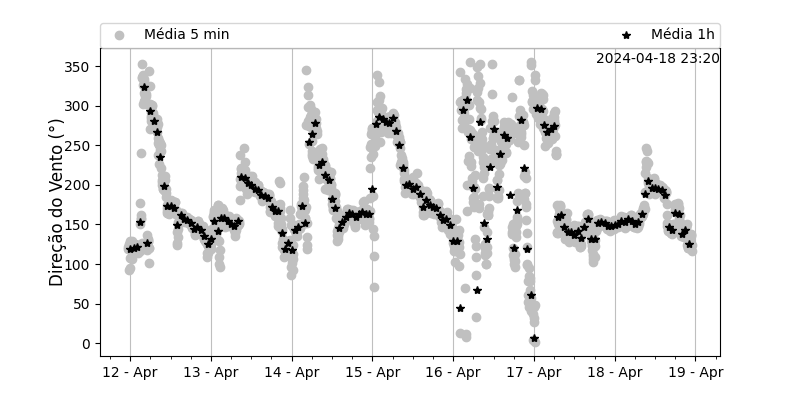 Média 5 min
Média 1h
2024-04-18 23:20
Direção do Vento (°)
350
300
250
200
150
100
50
0
12 - Apr
13 - Apr
14 - Apr
15 - Apr
16 - Apr
17 - Apr
18 - Apr
19 - Apr